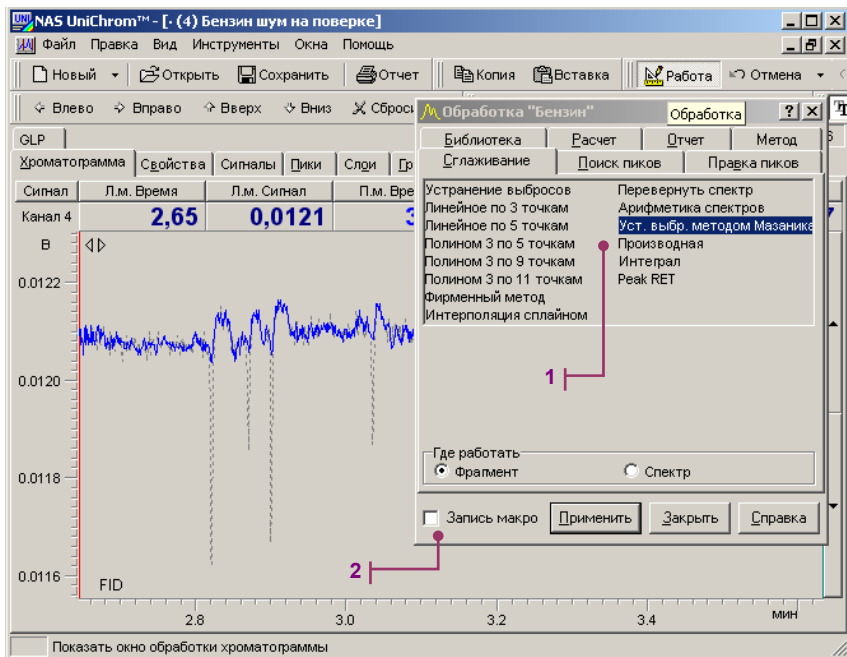 NAS UniChrom™ - [· (4) Бензин шум на поверке]
Файл Правка Вид Инструменты Окна Помощь
Новый Открыть Сохранить Отчет Копия Вставка Работа Отмена
Влево Вправо Вверх Вниз
Обработка "Бензин"
Обработка
GLP
Библиотека Расчет Отчет Метод
Хроматограмма Свойства Сигналы Пики Слои
Сглаживание Поиск пиков Правка пиков
Сигнал Л.м. Время Л.м. Сигнал
Канал 4 2,65 0,0121
Устранение выбросов
Линейное по 3 точкам
Линейное по 5 точкам
Полином 3 по 5 точкам
Полином 3 по 9 точкам
Полином 3 по 11 точкам
Фирменный метод
Интерполяция сплайном
Перевернуть спектр
Арифметика спектров
Уст. выбр. методом Мазаника
Производная
Интеграл
Peak RET
1
Где работать
Фрагмент Спектр
Запись макро Применить Закрыть Справка
2
В
0.0122
0.0120
0.0118
0.0116
FID
2.8 3.0 3.2 3.4 мин
Показать окно обработки хроматограммы